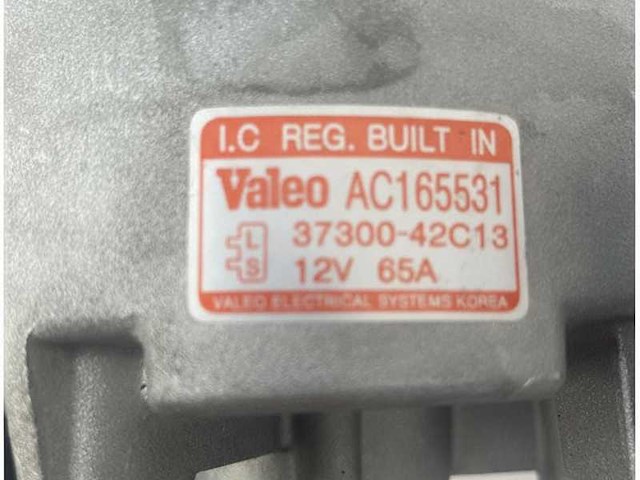 I.C REG. BUILT IN
Valeo AC165531
L 37300-42C13
S 12V 65A
VALEO ELECTRICAL SYSTEMS KOREA